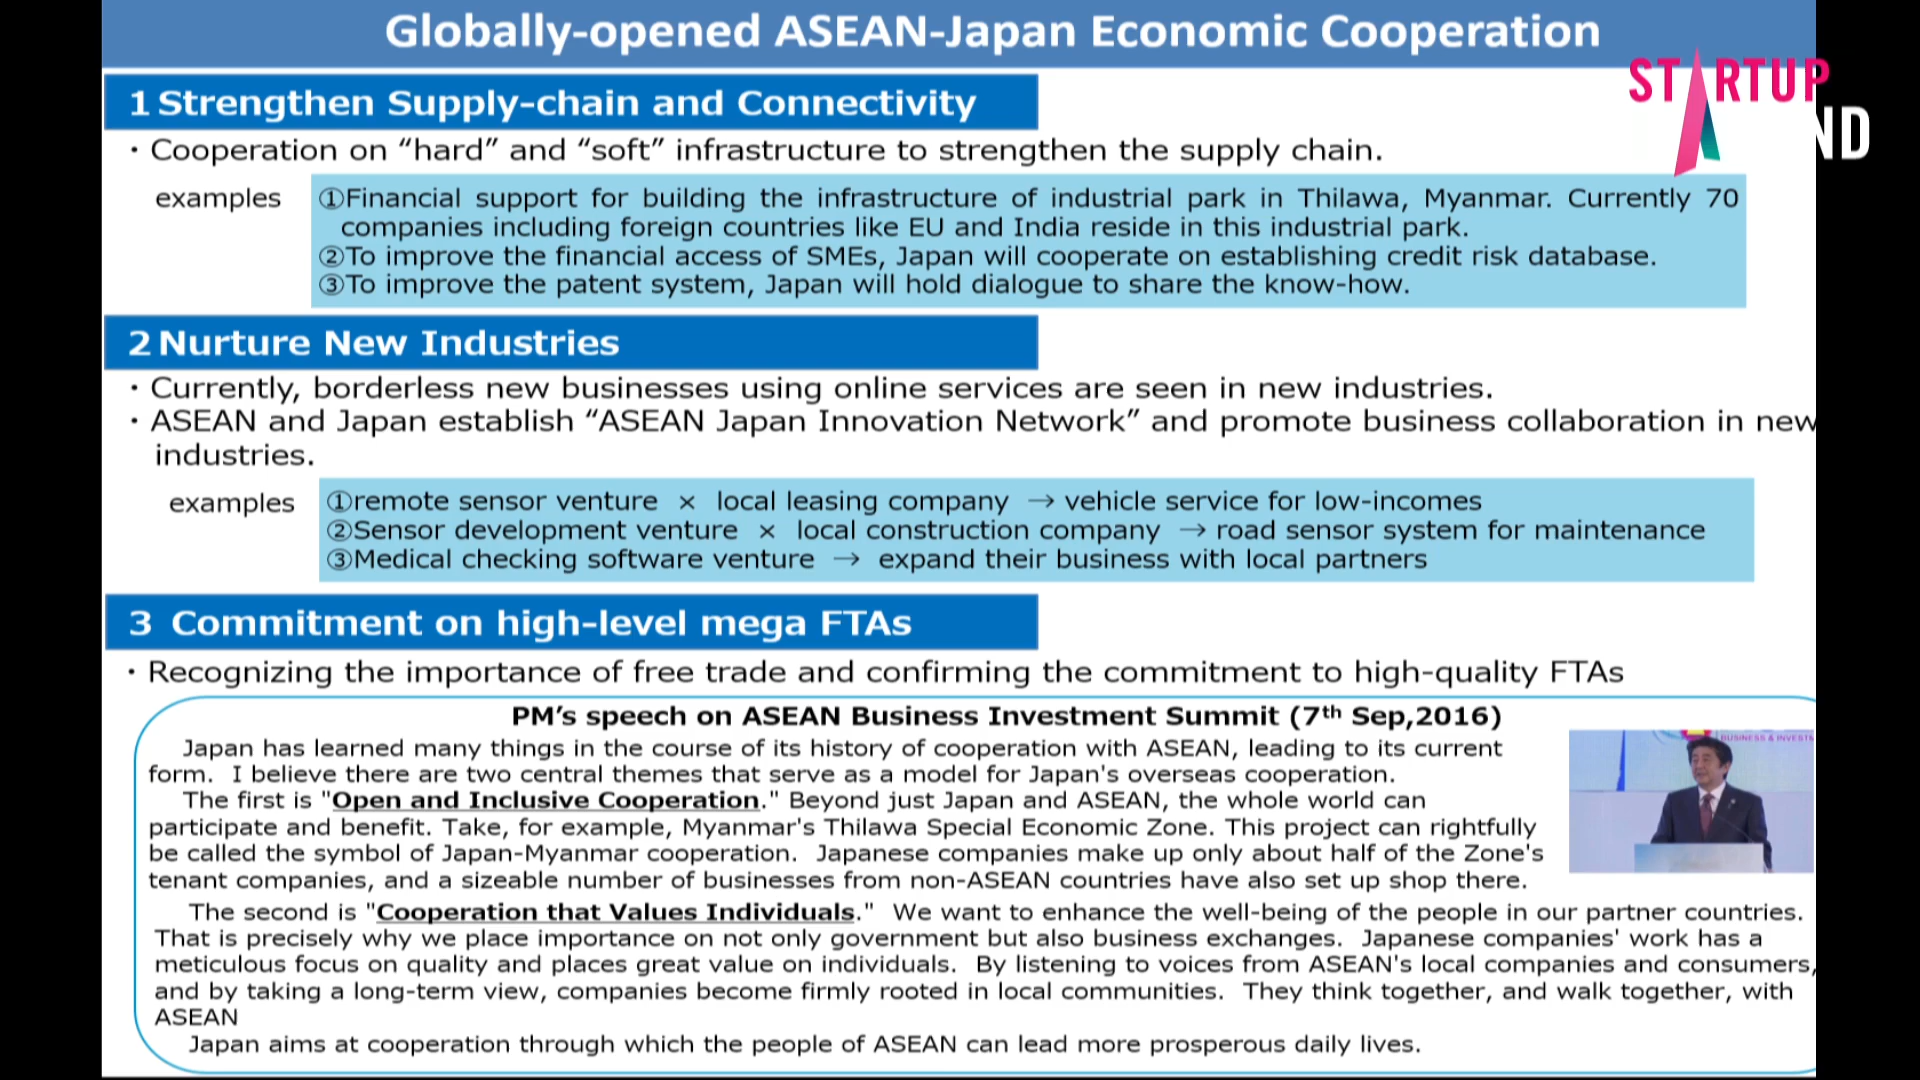 Globally-opened ASEAN-Japan Economic Cooperation
STARTUP
ND
1 Strengthen Supply-chain and Connectivity
・Cooperation on “hard” and “soft” infrastructure to strengthen the supply chain.
examples
①Financial support for building the infrastructure of industrial park in Thilawa, Myanmar. Currently 70
companies including foreign countries like EU and India reside in this industrial park.
②To improve the financial access of SMEs, Japan will cooperate on establishing credit risk database.
③To improve the patent system, Japan will hold dialogue to share the know-how.
2 Nurture New Industries
・Currently, borderless new businesses using online services are seen in new industries.
・ASEAN and Japan establish “ASEAN Japan Innovation Network” and promote business collaboration in new
industries.
examples
①remote sensor venture × local leasing company → vehicle service for low-incomes
②Sensor development venture × local construction company → road sensor system for maintenance
③Medical checking software venture → expand their business with local partners
3 Commitment on high-level mega FTAs
・Recognizing the importance of free trade and confirming the commitment to high-quality FTAs
PM’s speech on ASEAN Business Investment Summit (7th Sep,2016)
Japan has learned many things in the course of its history of cooperation with ASEAN, leading to its current
form. I believe there are two central themes that serve as a model for Japan's overseas cooperation.
The first is "Open and Inclusive Cooperation." Beyond just Japan and ASEAN, the whole world can
participate and benefit. Take, for example, Myanmar's Thilawa Special Economic Zone. This project can rightfully
be called the symbol of Japan-Myanmar cooperation. Japanese companies make up only about half of the Zone's
tenant companies, and a sizeable number of businesses from non-ASEAN countries have also set up shop there.
The second is "Cooperation that Values Individuals." We want to enhance the well-being of the people in our partner countries.
That is precisely why we place importance on not only government but also business exchanges. Japanese companies' work has a
meticulous focus on quality and places great value on individuals. By listening to voices from ASEAN's local companies and consumers,
and by taking a long-term view, companies become firmly rooted in local communities. They think together, and walk together, with
ASEAN
Japan aims at cooperation through which the people of ASEAN can lead more prosperous daily lives.